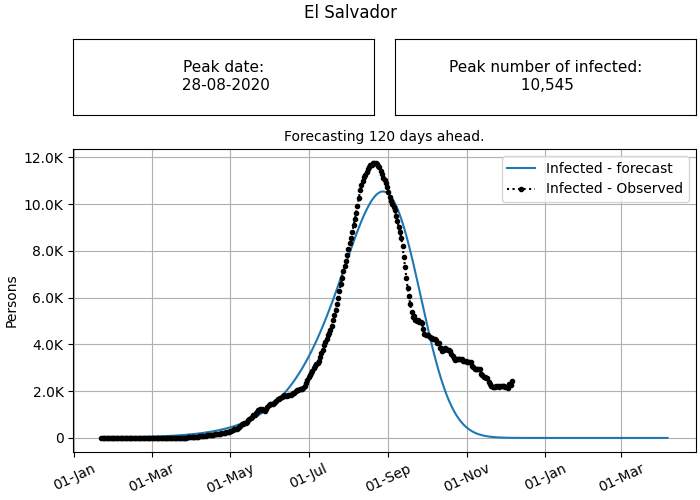 El Salvador
Peak date:
28-08-2020
Peak number of infected:
10,545
Forecasting 120 days ahead.
12.0K
10.0K
8.0K
6.0K
4.0K
2.0K
0
Persons
Infected - forecast
Infected - Observed
01-Jan
01-Mar
01-May
01-Jul
01-Sep
01-Nov
01-Jan
01-Mar